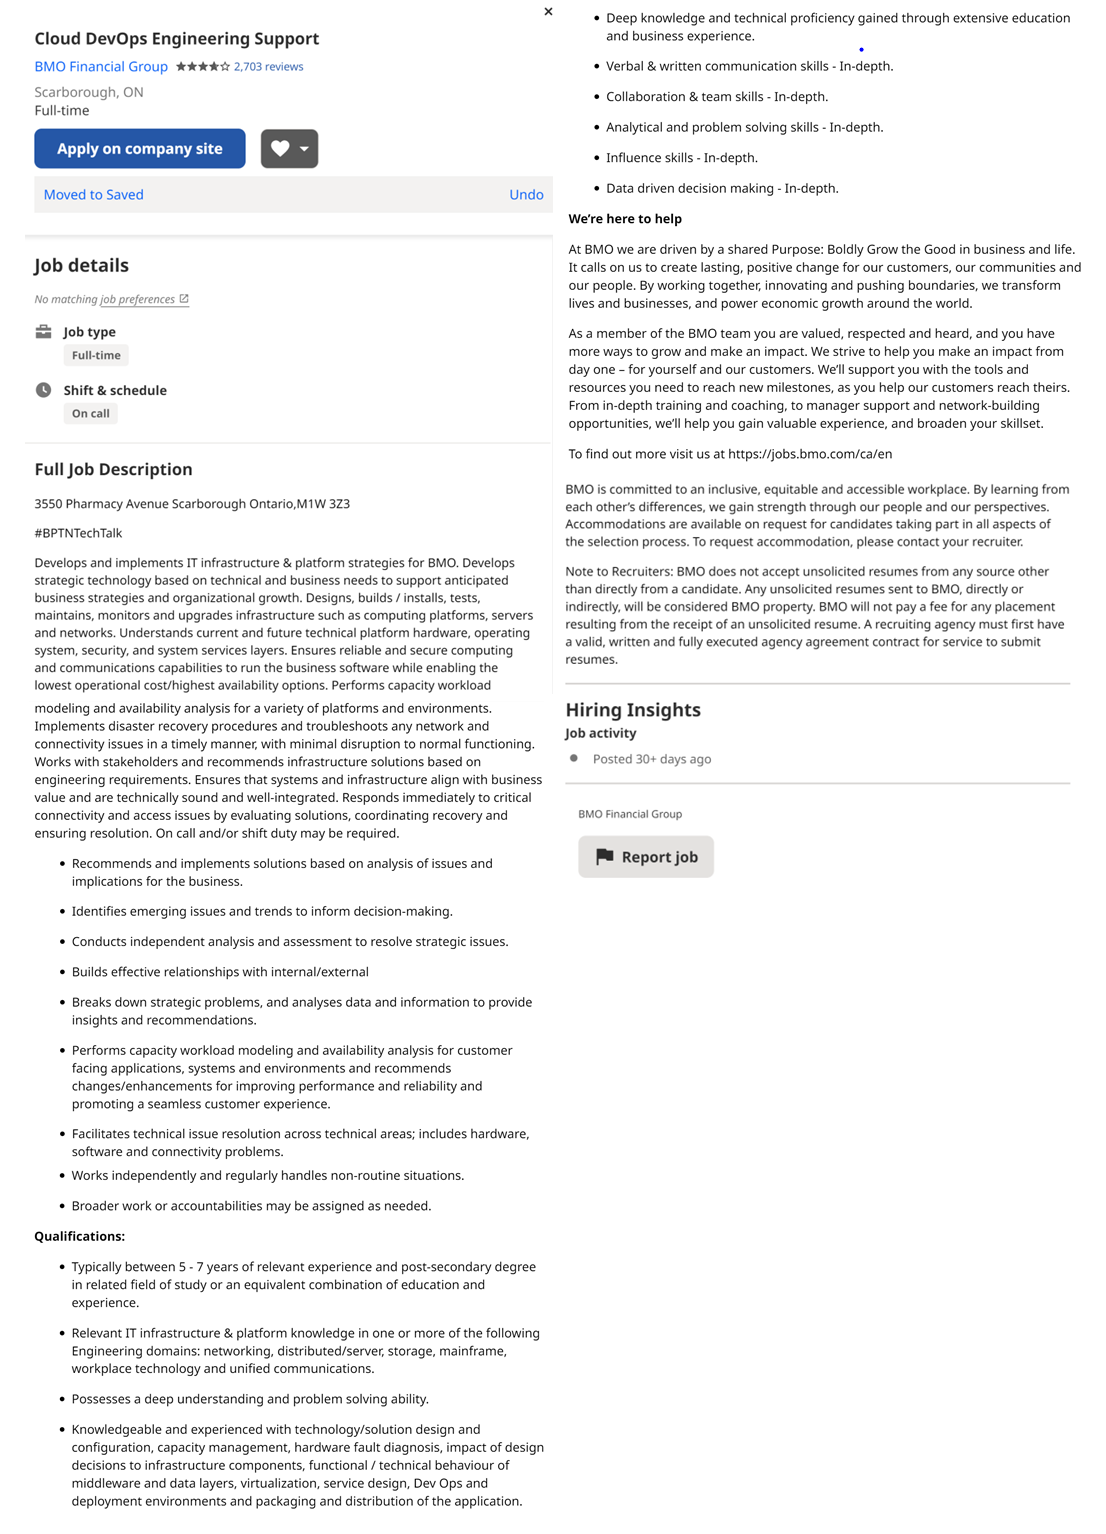 ×
Cloud DevOps Engineering Support
BMO Financial Group ★★★★☆ 2,703 reviews
Scarborough, ON
Full-time
Apply on company site
Moved to Saved Undo
Job details
No matching job preferences
Job type
Full-time
Shift & schedule
On call
Full Job Description
3550 Pharmacy Avenue Scarborough Ontario,M1W 3Z3
#BPTNTechTalk
Develops and implements IT infrastructure & platform strategies for BMO. Develops
strategic technology based on technical and business needs to support anticipated
business strategies and organizational growth. Designs, builds / installs, tests,
maintains, monitors and upgrades infrastructure such as computing platforms, servers
and networks. Understands current and future technical platform hardware, operating
system, security, and system services layers. Ensures reliable and secure computing
and communications capabilities to run the business software while enabling the
lowest operational cost/highest availability options. Performs capacity workload
modeling and availability analysis for a variety of platforms and environments.
Implements disaster recovery procedures and troubleshoots any network and
connectivity issues in a timely manner, with minimal disruption to normal functioning.
Works with stakeholders and recommends infrastructure solutions based on
engineering requirements. Ensures that systems and infrastructure align with business
value and are technically sound and well-integrated. Responds immediately to critical
connectivity and access issues by evaluating solutions, coordinating recovery and
ensuring resolution. On call and/or shift duty may be required.
• Recommends and implements solutions based on analysis of issues and
implications for the business.
• Identifies emerging issues and trends to inform decision-making.
• Conducts independent analysis and assessment to resolve strategic issues.
• Builds effective relationships with internal/external
• Breaks down strategic problems, and analyses data and information to provide
insights and recommendations.
• Performs capacity workload modeling and availability analysis for customer
facing applications, systems and environments and recommends
changes/enhancements for improving performance and reliability and
promoting a seamless customer experience.
• Facilitates technical issue resolution across technical areas; includes hardware,
software and connectivity problems.
• Works independently and regularly handles non-routine situations.
• Broader work or accountabilities may be assigned as needed.
Qualifications:
• Typically between 5 - 7 years of relevant experience and post-secondary degree
in related field of study or an equivalent combination of education and
experience.
• Relevant IT infrastructure & platform knowledge in one or more of the following
Engineering domains: networking, distributed/server, storage, mainframe,
workplace technology and unified communications.
• Possesses a deep understanding and problem solving ability.
• Knowledgeable and experienced with technology/solution design and
configuration, capacity management, hardware fault diagnosis, impact of design
decisions to infrastructure components, functional / technical behaviour of
middleware and data layers, virtualization, service design, Dev Ops and
deployment environments and packaging and distribution of the application.
• Deep knowledge and technical proficiency gained through extensive education
and business experience.
• Verbal & written communication skills - In-depth.
• Collaboration & team skills - In-depth.
• Analytical and problem solving skills - In-depth.
• Influence skills - In-depth.
• Data driven decision making - In-depth.
We're here to help
At BMO we are driven by a shared Purpose: Boldly Grow the Good in business and life.
It calls on us to create lasting, positive change for our customers, our communities and
our people. By working together, innovating and pushing boundaries, we transform
lives and businesses, and power economic growth around the world.
As a member of the BMO team you are valued, respected and heard, and you have
more ways to grow and make an impact. We strive to help you make an impact from
day one – for yourself and our customers. We'll support you with the tools and
resources you need to reach new milestones, as you help our customers reach theirs.
From in-depth training and coaching, to manager support and network-building
opportunities, we'll help you gain valuable experience, and broaden your skillset.
To find out more visit us at https://jobs.bmo.com/ca/en
BMO is committed to an inclusive, equitable and accessible workplace. By learning from
each other's differences, we gain strength through our people and our perspectives.
Accommodations are available on request for candidates taking part in all aspects of
the selection process. To request accommodation, please contact your recruiter.
Note to Recruiters: BMO does not accept unsolicited resumes from any source other
than directly from a candidate. Any unsolicited resumes sent to BMO, directly or
indirectly, will be considered BMO property. BMO will not pay a fee for any placement
resulting from the receipt of an unsolicited resume. A recruiting agency must first have
a valid, written and fully executed agency agreement contract for service to submit
resumes.
Hiring Insights
Job activity
• Posted 30+ days ago
BMO Financial Group
Report job